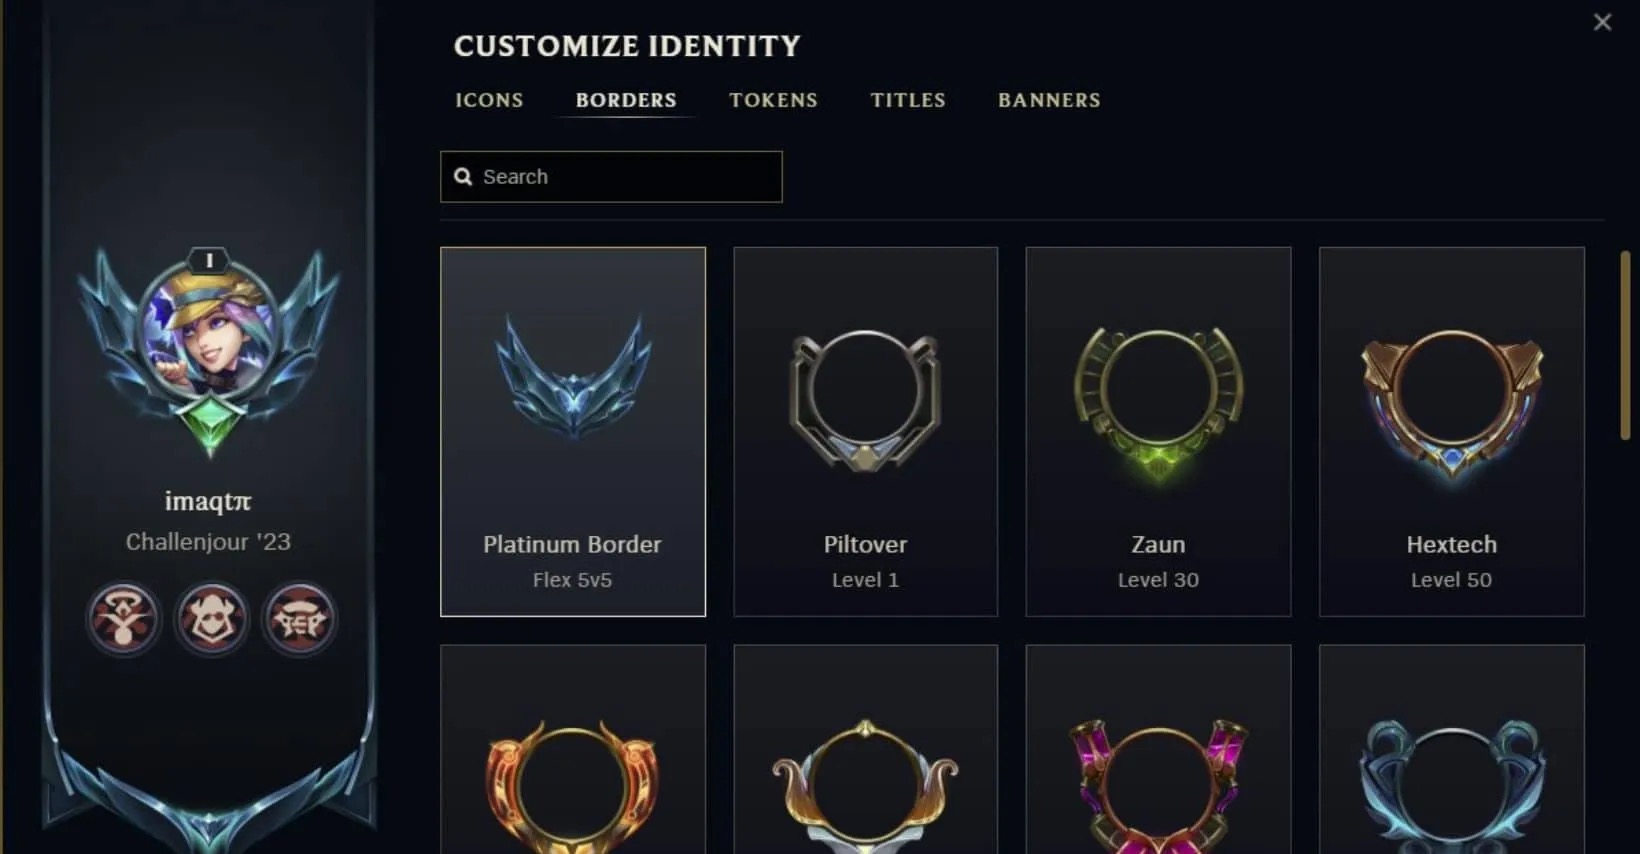 CUSTOMIZE IDENTITY
ICONS BORDERS TOKENS TITLES BANNERS
Search
I
imaqtπ
Challenjour '23
Platinum Border
Flex 5v5
Piltover
Level 1
Zaun
Level 30
Hextech
Level 50